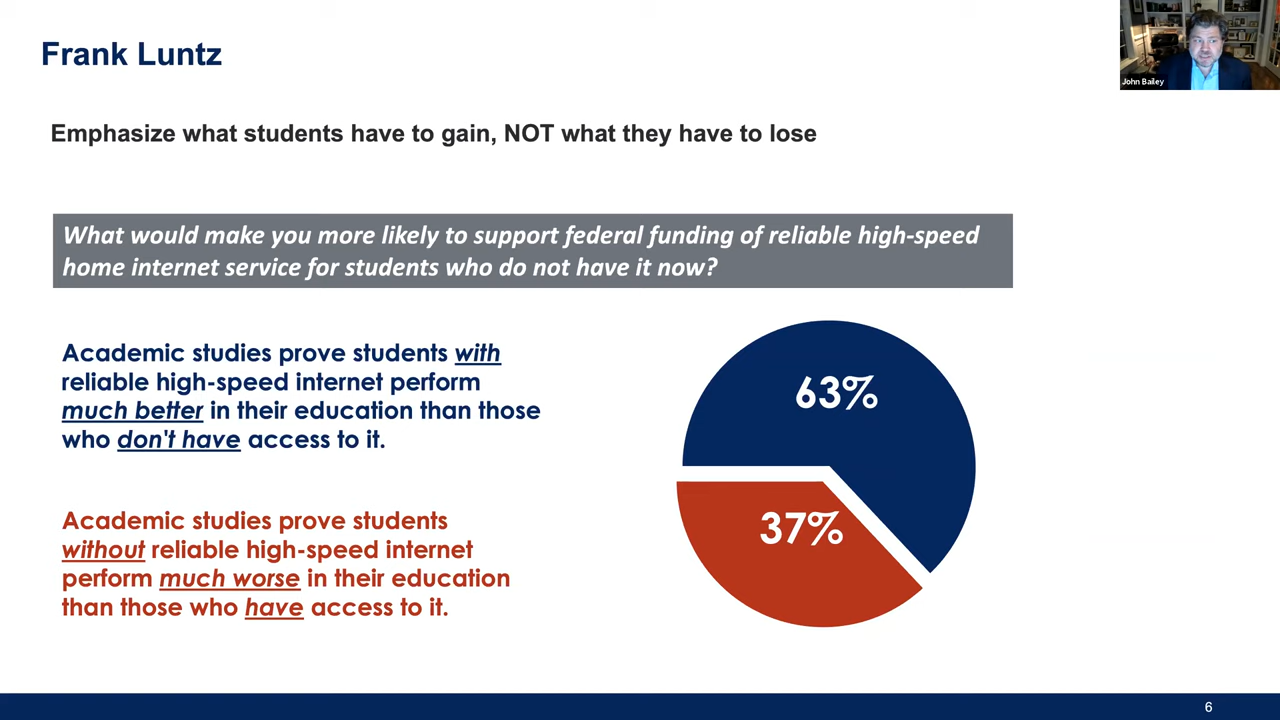 Frank Luntz
John Bailey
Emphasize what students have to gain, NOT what they have to lose
What would make you more likely to support federal funding of reliable high-speed
home internet service for students who do not have it now?
Academic studies prove students with
reliable high-speed internet perform
much better in their education than those
who don't have access to it.
63%
Academic studies prove students
without reliable high-speed internet
perform much worse in their education
than those who have access to it.
37%
6